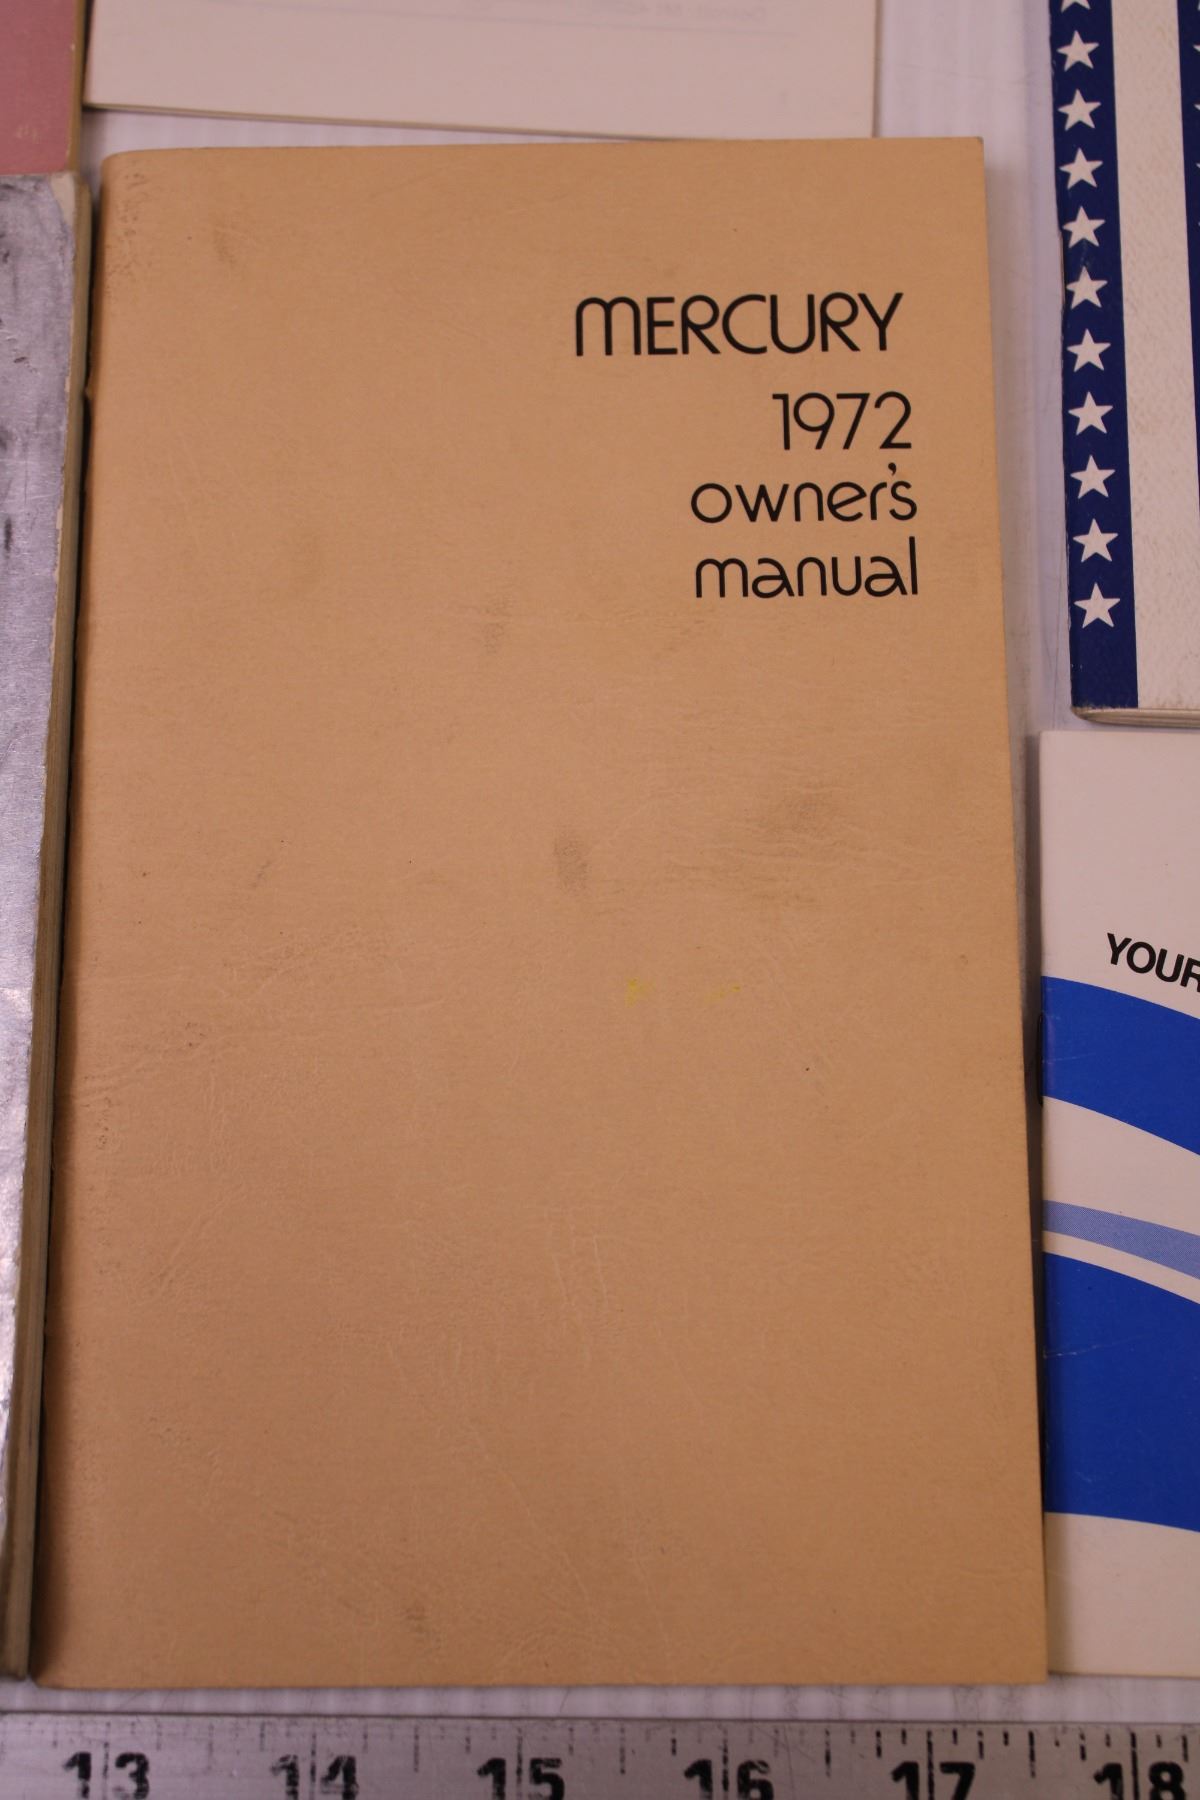 MERCURY
1972
owner's
manual
YOUR
13 14 15 16 17 18